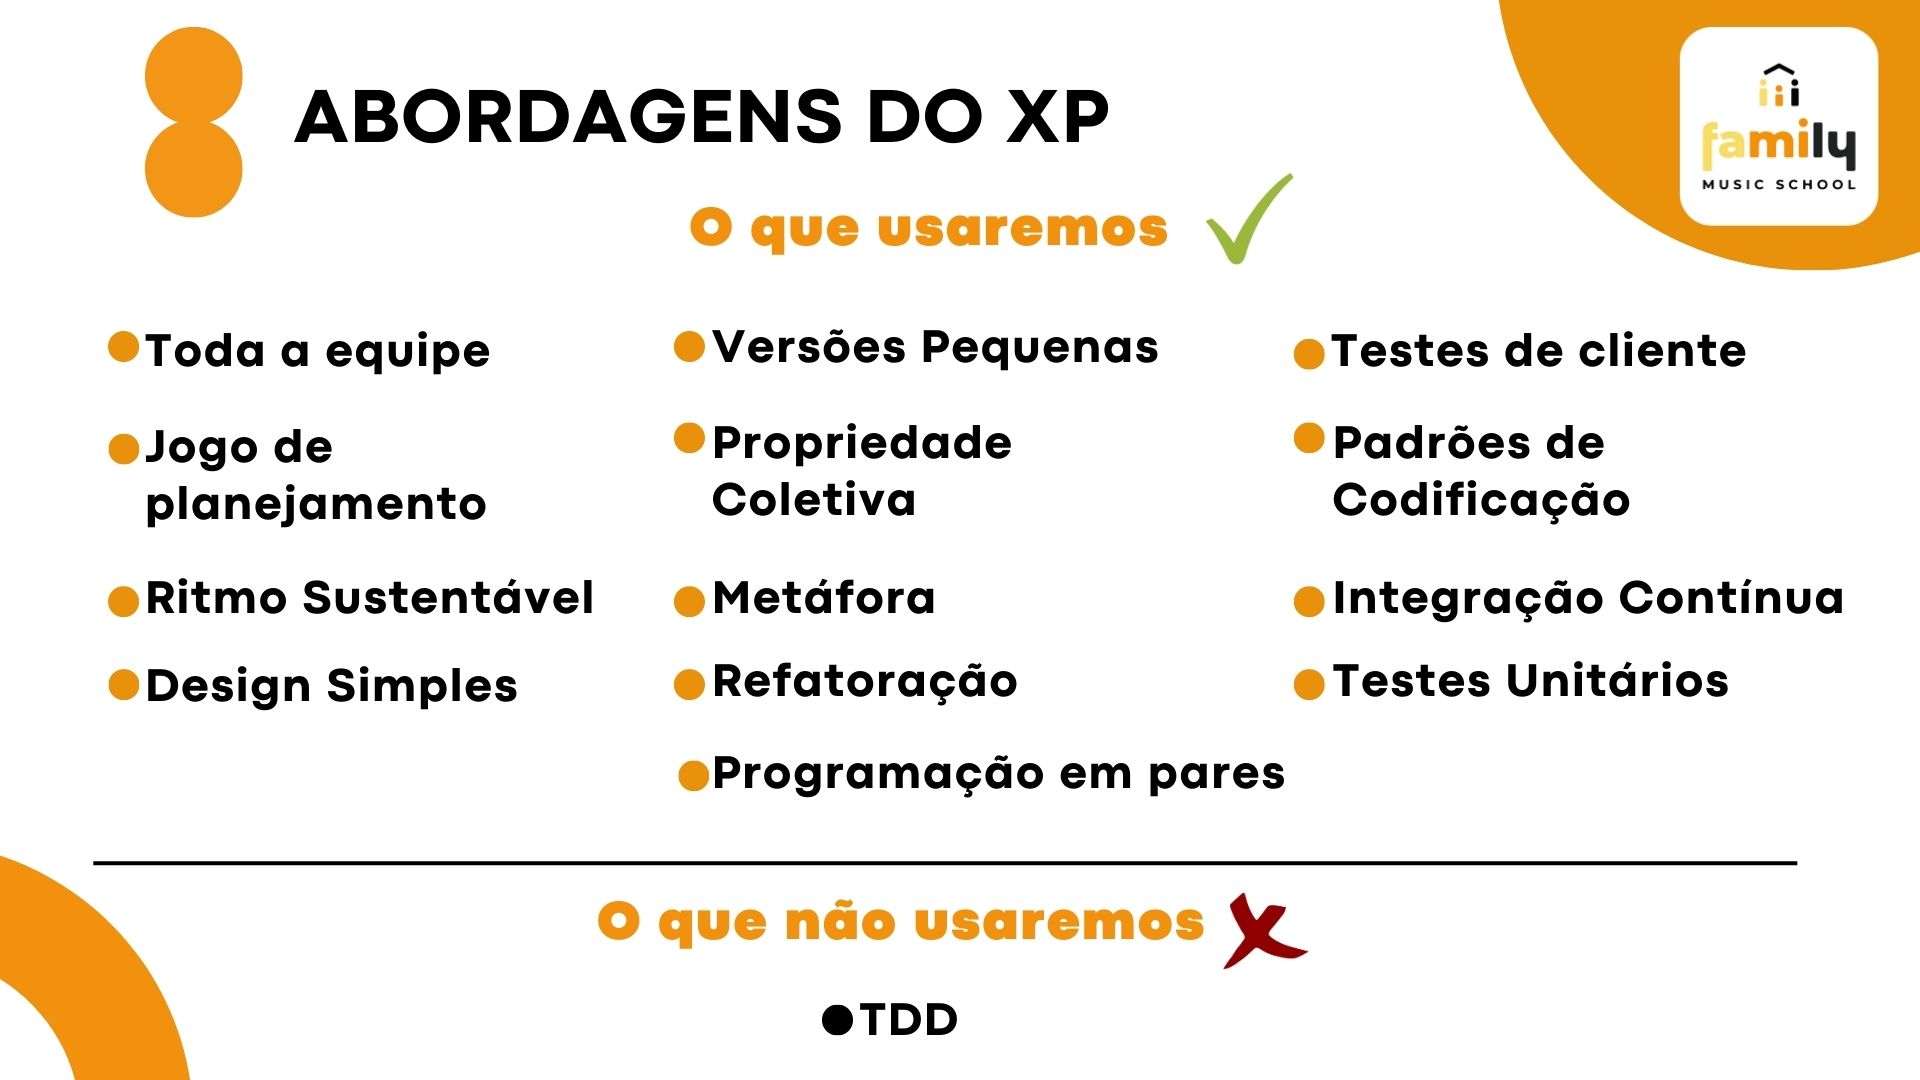 ABORDAGENS DO XP
family
MUSIC SCHOOL
O que usaremos
Toda a equipe
Jogo de
planejamento
Ritmo Sustentável
Design Simples
Versões Pequenas
Propriedade
Coletiva
Metáfora
Refatoração
Programação em pares
Testes de cliente
Padrões de
Codificação
Integração Contínua
Testes Unitários
O que não usaremos
TDD